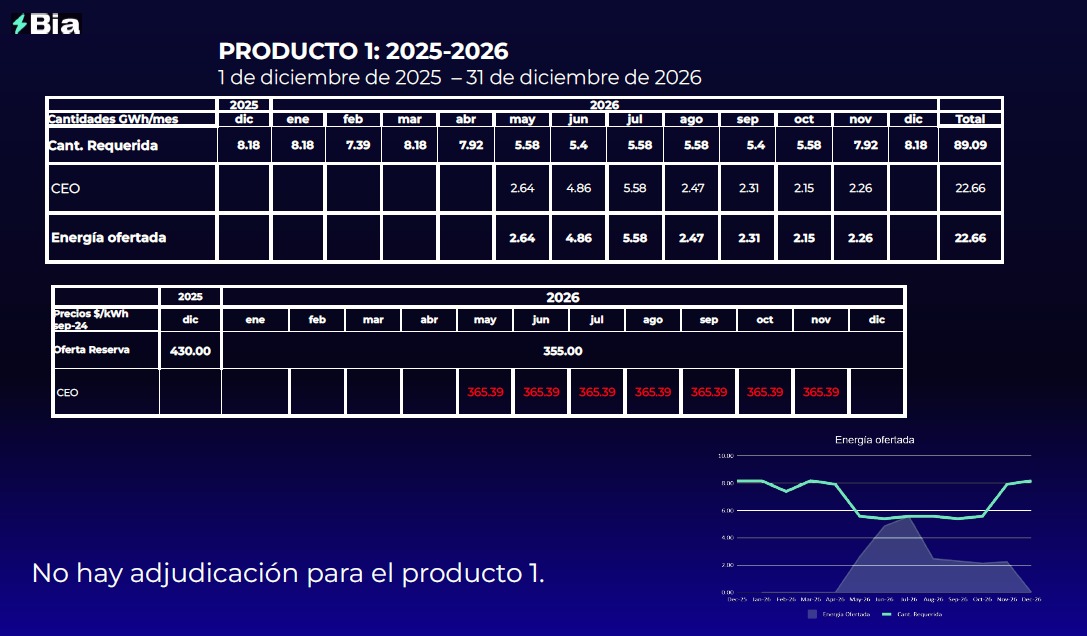 Bia
PRODUCTO 1: 2025-2026
1 de diciembre de 2025 – 31 de diciembre de 2026
2025 2026
Cantidades GWh/mes dic ene feb mar abr may jun jul ago sep oct nov dic Total
Cant. Requerida 8.18 8.18 7.39 8.18 7.92 5.58 5.4 5.58 5.58 5.4 5.58 7.92 8.18 89.09
CEO 2.64 4.86 5.58 2.47 2.31 2.15 2.26 22.66
Energía ofertada 2.64 4.86 5.58 2.47 2.31 2.15 2.26 22.66
2025 2026
Precios $/kWh
sep-24 dic ene feb mar abr may jun jul ago sep oct nov dic
Oferta Reserva 430.00 355.00
CEO 365.39 365.39 365.39 365.39 365.39 365.39 365.39
Energía ofertada
10.00
8.00
6.00
4.00
2.00
0.00
Dec-25 Jan-26 Feb-26 Mar-26 Apr-26 May-26 Jun-26 Jul-26 Aug-26 Sep-26 Oct-26 Nov-26 Dec-26
Energía Ofertada Cant. Requerida
No hay adjudicación para el producto 1.